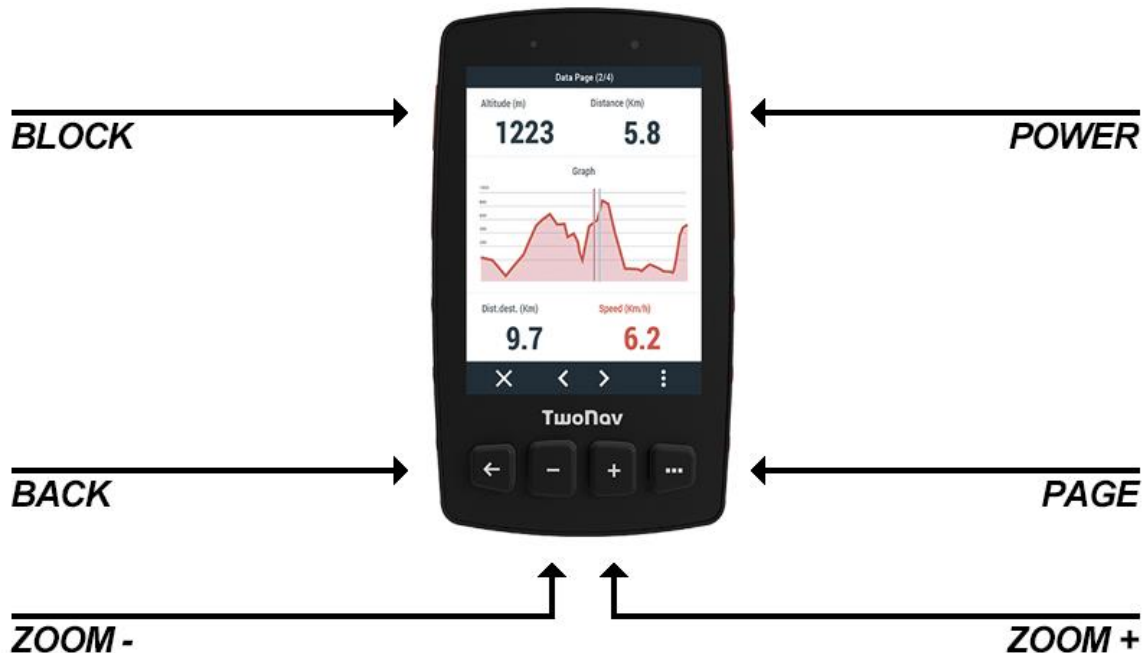 Data Page (2/4)
Altitude (m) Distance (Km)
1223 5.8
BLOCK POWER
Graph
Dist.dest. (Km) Speed (Km/h)
9.7 6.2
TwoNav
BACK PAGE
ZOOM - ZOOM +